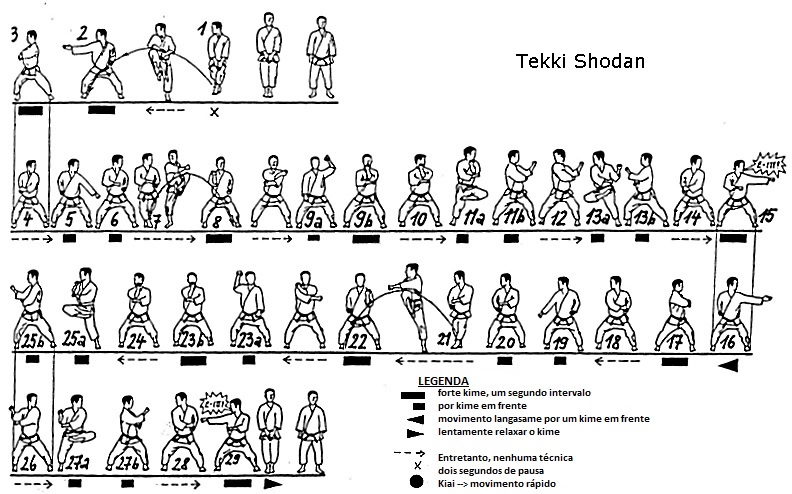 3 2 1
Tekki Shodan
x
E-III!
4 5 6 7 8 9a 9b 10 11a 11b 12 13a 13b 14 15
25b 25a 24 23b 23a 22 21 20 19 18 17 16
LEGENDA
forte kime, um segundo intervalo
por kime em frente
movimento langasame por um kime em frente
lentamente relaxar o kime
Entretanto, nenhuma técnica
x dois segundos de pausa
Kiai --> movimento rápido
E-III!
26 27a 27b 28 29